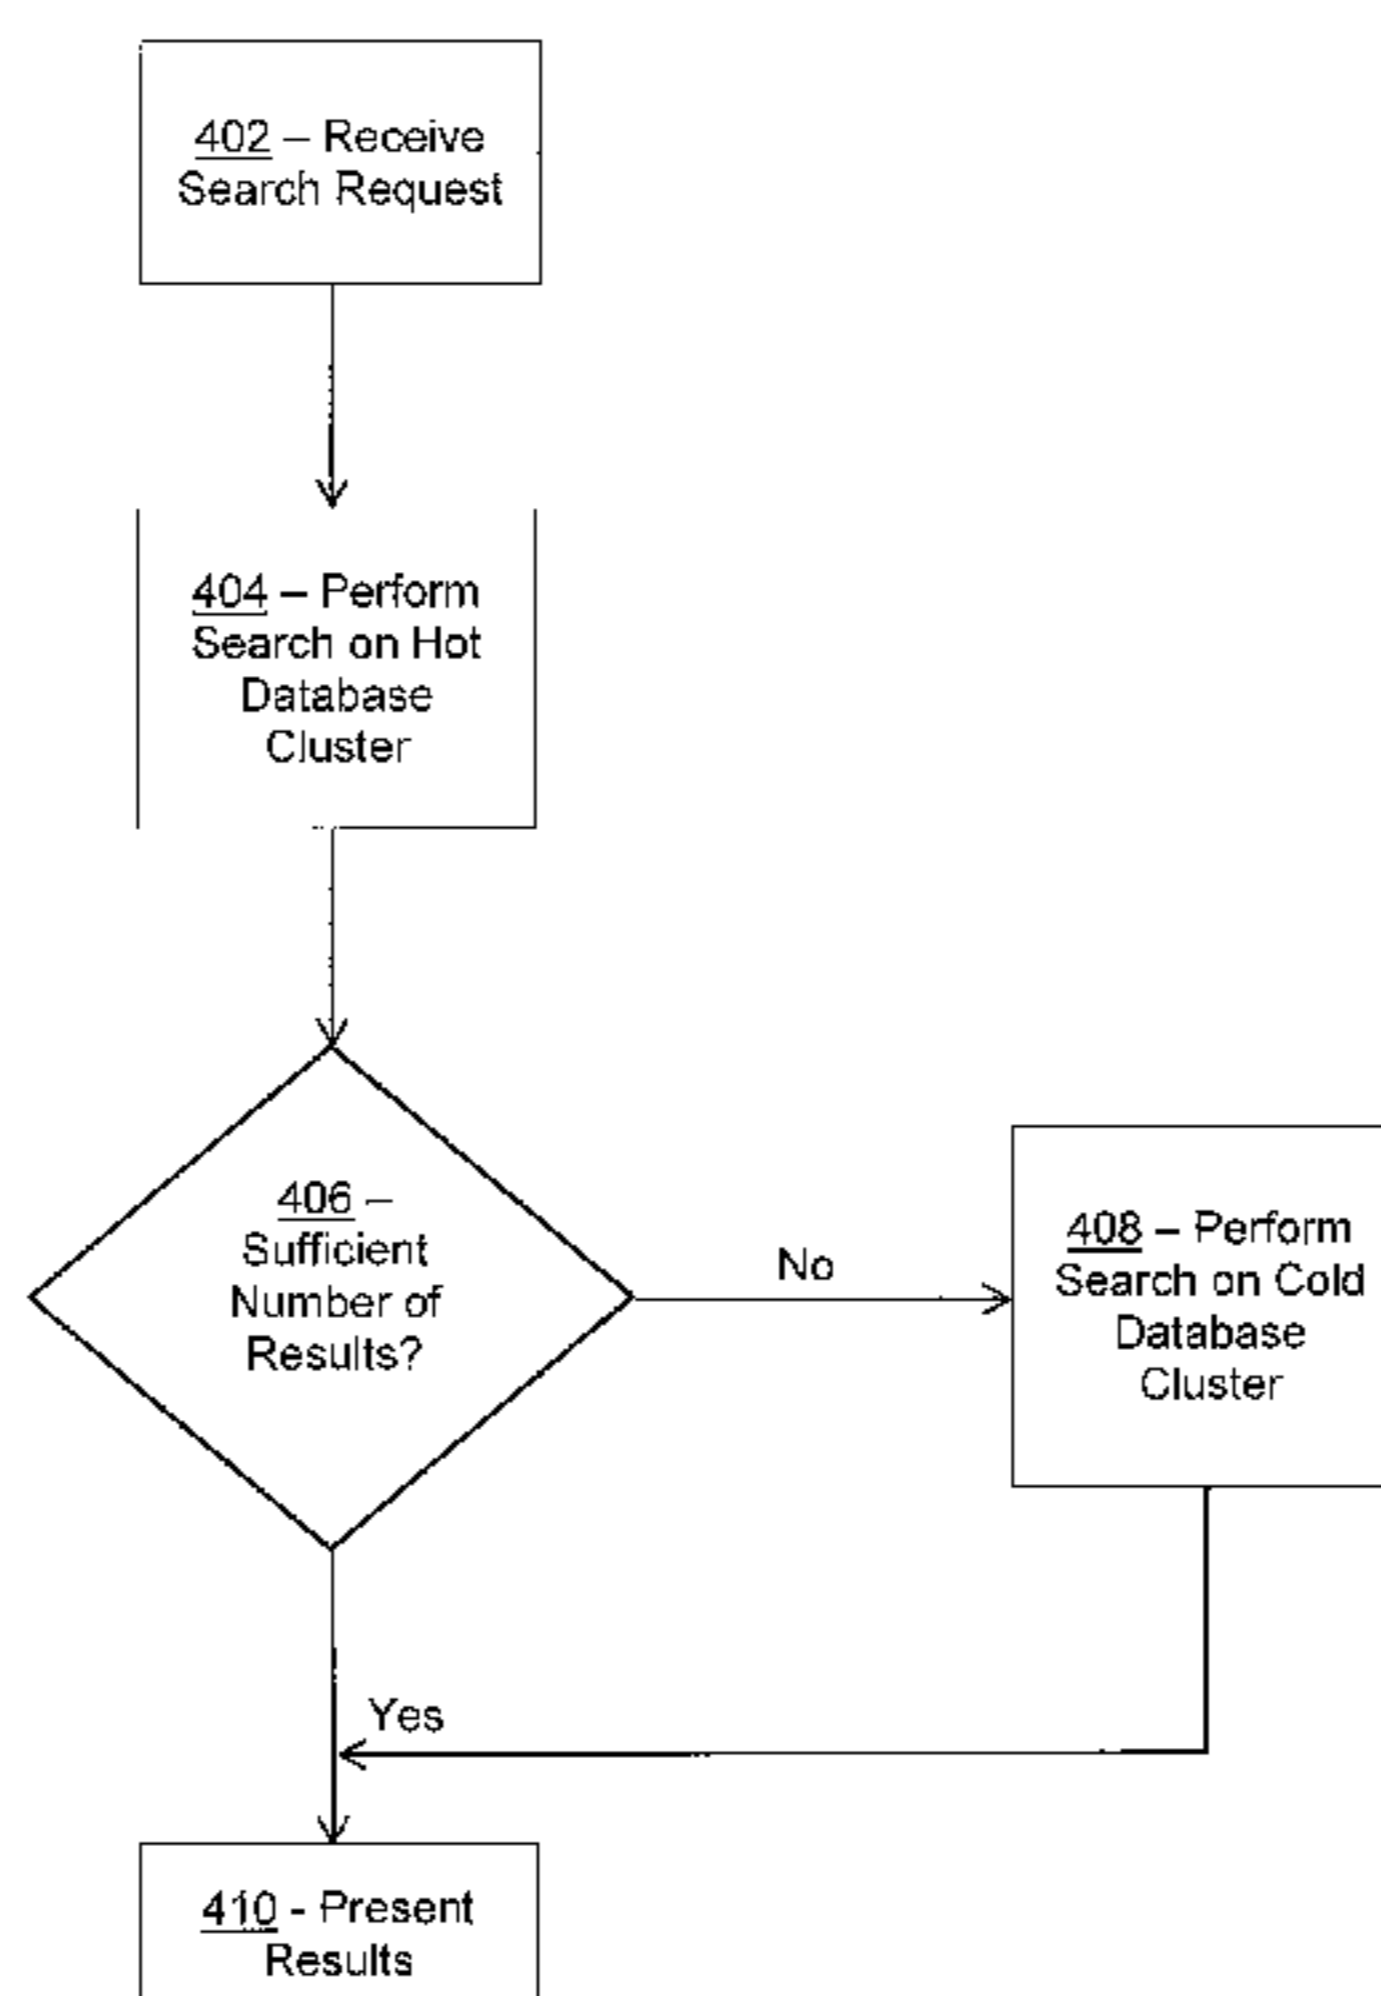 402 – Receive
Search Request
404 – Perform
Search on Hot
Database
Cluster
406 –
Sufficient
Number of
Results?
No
408 – Perform
Search on Cold
Database
Cluster
Yes
410 - Present
Results